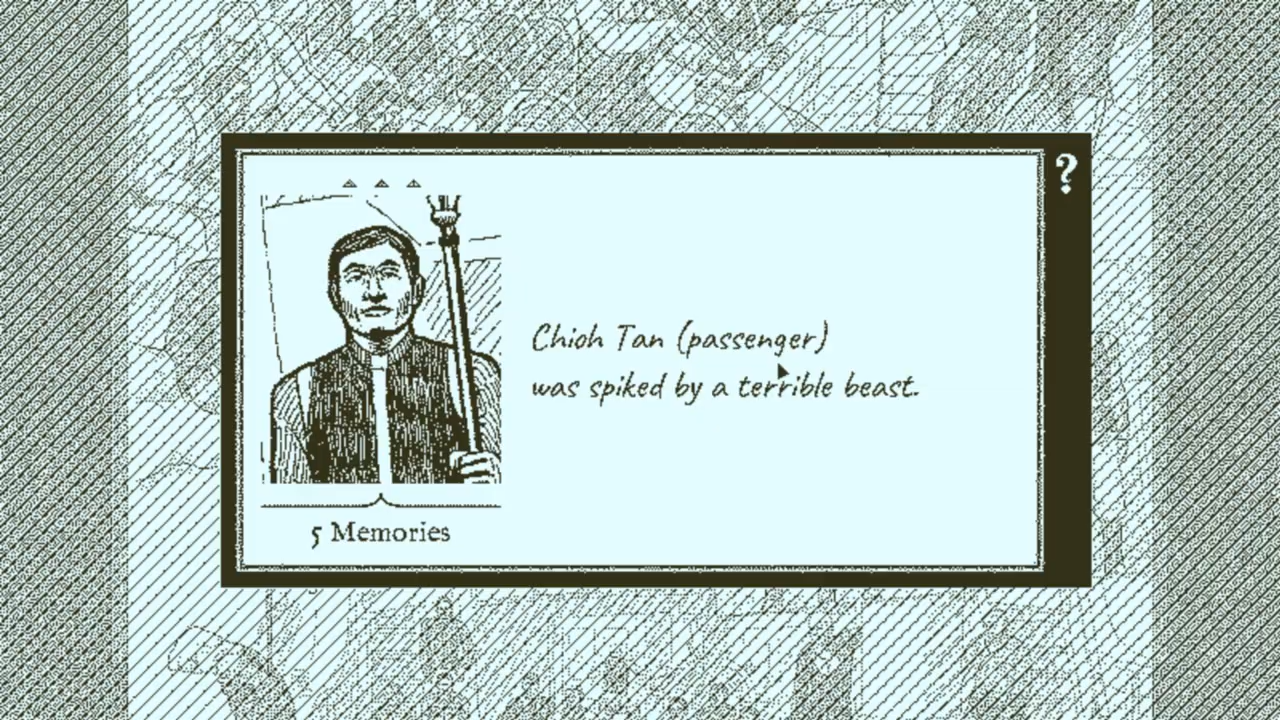 ?
5 Memories
Chioh Tan (passenger)
was spiked by a terrible beast.